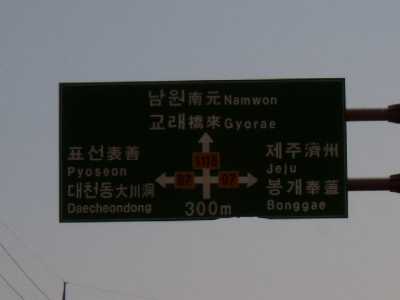 남원南元 Namwon
교래橋來 Gyorae
표선表善
Pyoseon
대천동大川洞
Daecheondong
1118
97 97
제주濟州
Jeju
봉개奉蓋
Bonggae
300m